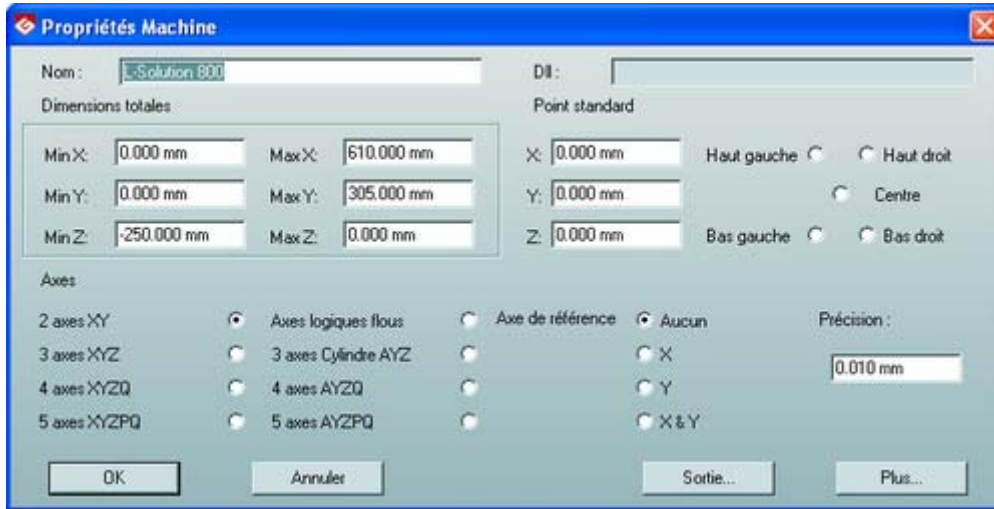 Propriétés Machine
Nom : L-Solution 800 Dll :
Dimensions totales Point standard
Min X: 0.000 mm Max X: 610.000 mm X: 0.000 mm Haut gauche Haut droit
Min Y: 0.000 mm Max Y: 305.000 mm Y: 0.000 mm Centre
Min Z: -250.000 mm Max Z: 0.000 mm Z: 0.000 mm Bas gauche Bas droit
Axes
2 axes XY Axes logiques flous Axe de référence Aucun Précision :
3 axes XYZ 3 axes Cylindre AYZ X 0.010 mm
4 axes XYZQ 4 axes AYZQ Y
5 axes XYZPQ 5 axes AYZPQ X & Y
OK Annuler Sortie... Plus...